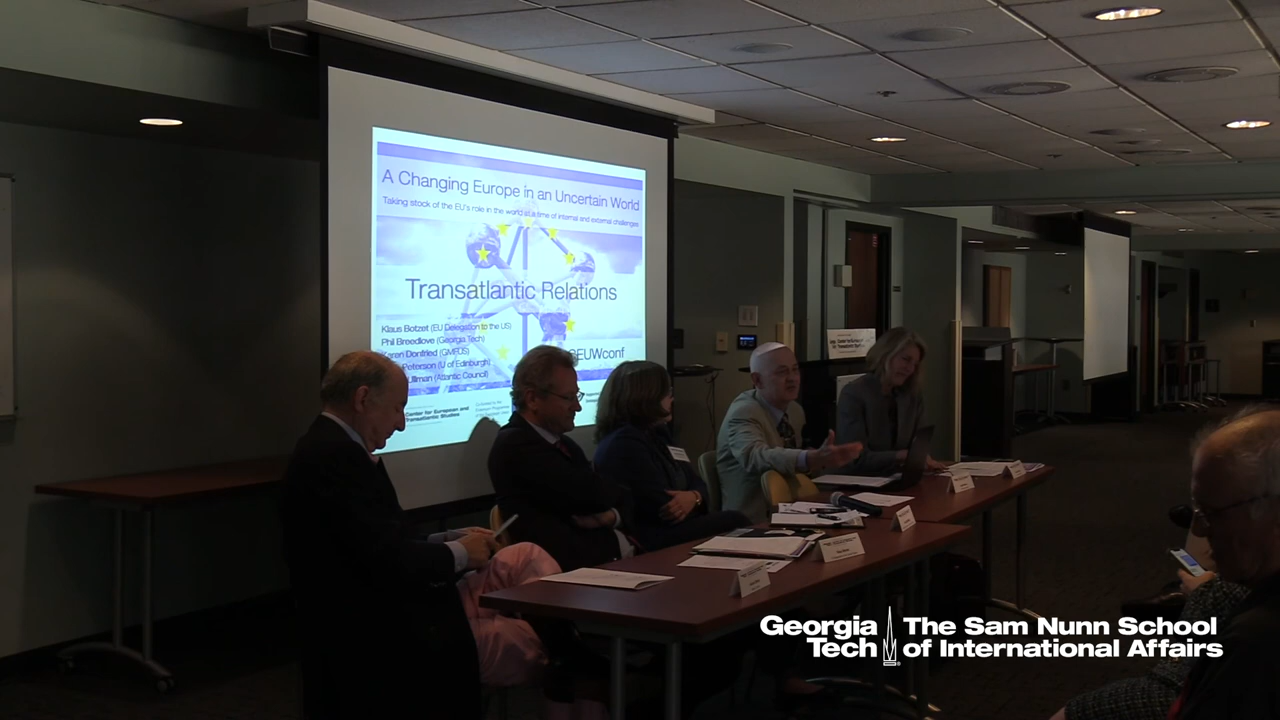 A Changing Europe in an Uncertain World
Taking stock of the EU's role in the world at a time of internal and external challenges
Transatlantic Relations
Klaus Botzet (EU Delegation to the US)
Phil Breedlove (Georgia Tech)
Karen Donfried (GMFUS)
Peterson (U of Edinburgh)
Ullman (Atlantic Council)
EUWconf
Center for European and
Transatlantic Studies
Georgia Tech
The Sam Nunn School
of International Affairs